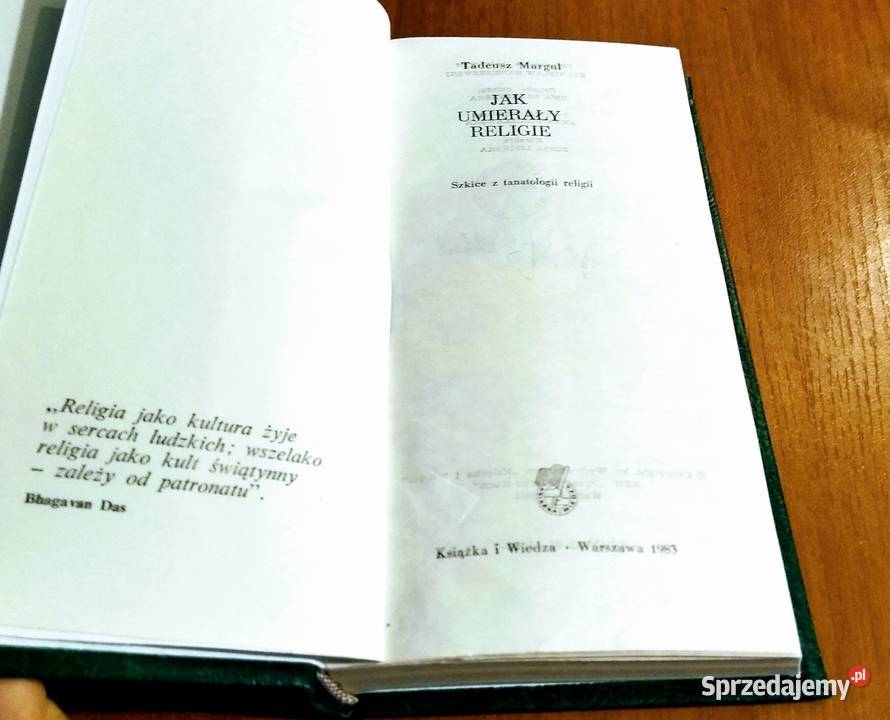 „Religia jako kultura żyje
w sercach ludzkich; wszelako
religia jako kult świątynny
— zależy od patronatu”.
Bhagavan Das
Tadeusz Margul
JAK
UMIERAŁY
RELIGIE
Szkice z tanatologii religii
Książka i Wiedza · Warszawa 1983
Sprzedajemy.pl